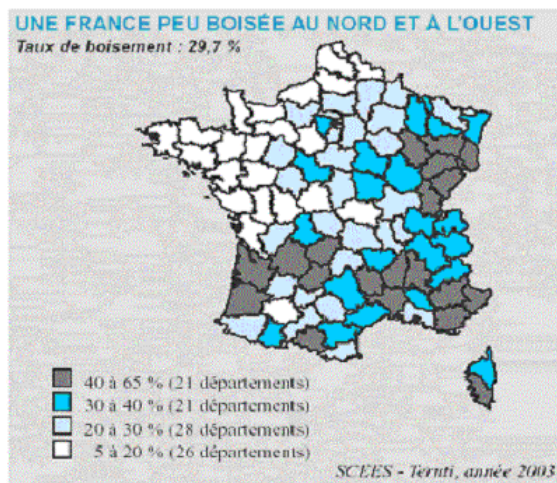 UNE FRANCE PEU BOISÉE AU NORD ET À L'OUEST
Taux de boisement : 29,7 %
40 à 65 % (21 départements)
30 à 40 % (21 départements)
20 à 30 % (28 départements)
5 à 20 % (26 départements)
SCEES - Teruti, année 2003